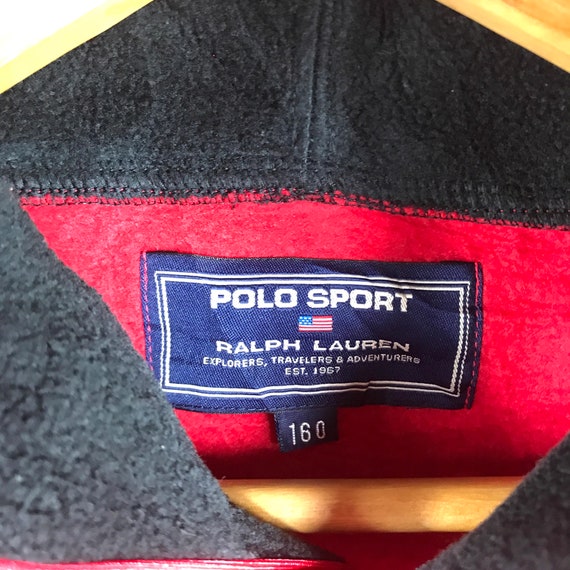 POLO SPORT
RALPH LAUREN
EXPLORERS, TRAVELERS & ADVENTURERS
EST. 1967
160